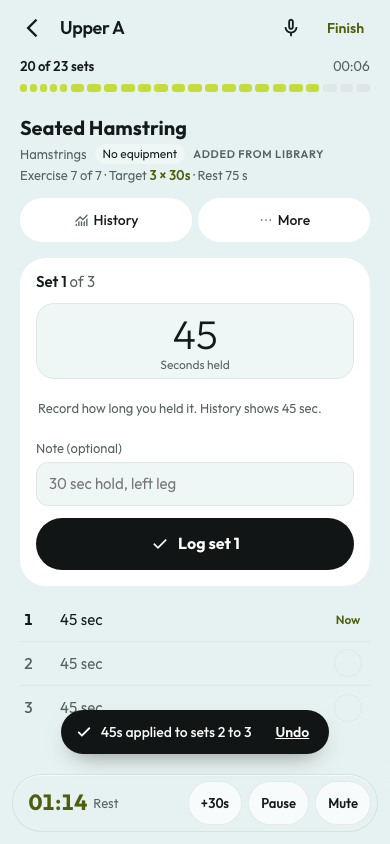 Upper A
Finish
20 of 23 sets
00:06
Seated Hamstring
Hamstrings No equipment ADDED FROM LIBRARY
Exercise 7 of 7 · Target 3 × 30s · Rest 75 s
History
··· More
Set 1 of 3
45
Seconds held
Record how long you held it. History shows 45 sec.
Note (optional)
30 sec hold, left leg
Log set 1
1 45 sec Now
2 45 sec
3 45 sec
45s applied to sets 2 to 3 Undo
01:14 Rest +30s Pause Mute